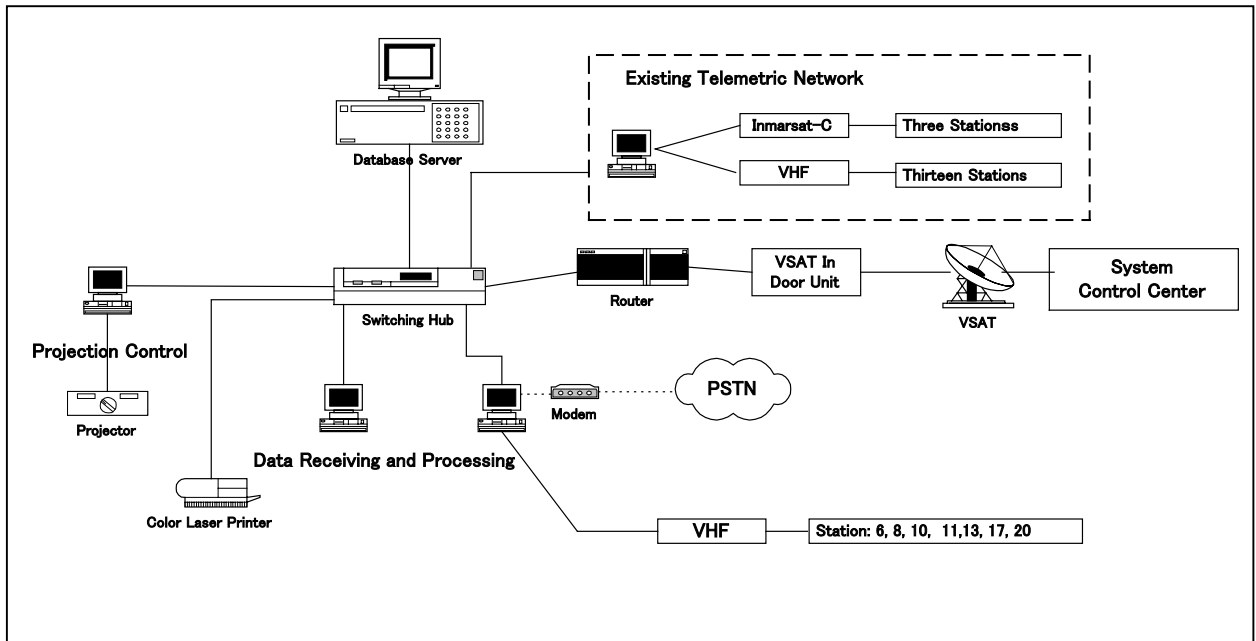 Existing Telemetric Network
Inmarsat-C
Three Stationss
Database Server
VHF
Thirteen Stations
VSAT In
Door Unit
System
Control Center
Router
VSAT
Switching Hub
Projection Control
PSTN
Modem
Projector
Data Receiving and Processing
Color Laser Printer
VHF
Station: 6, 8, 10, 11,13, 17, 20